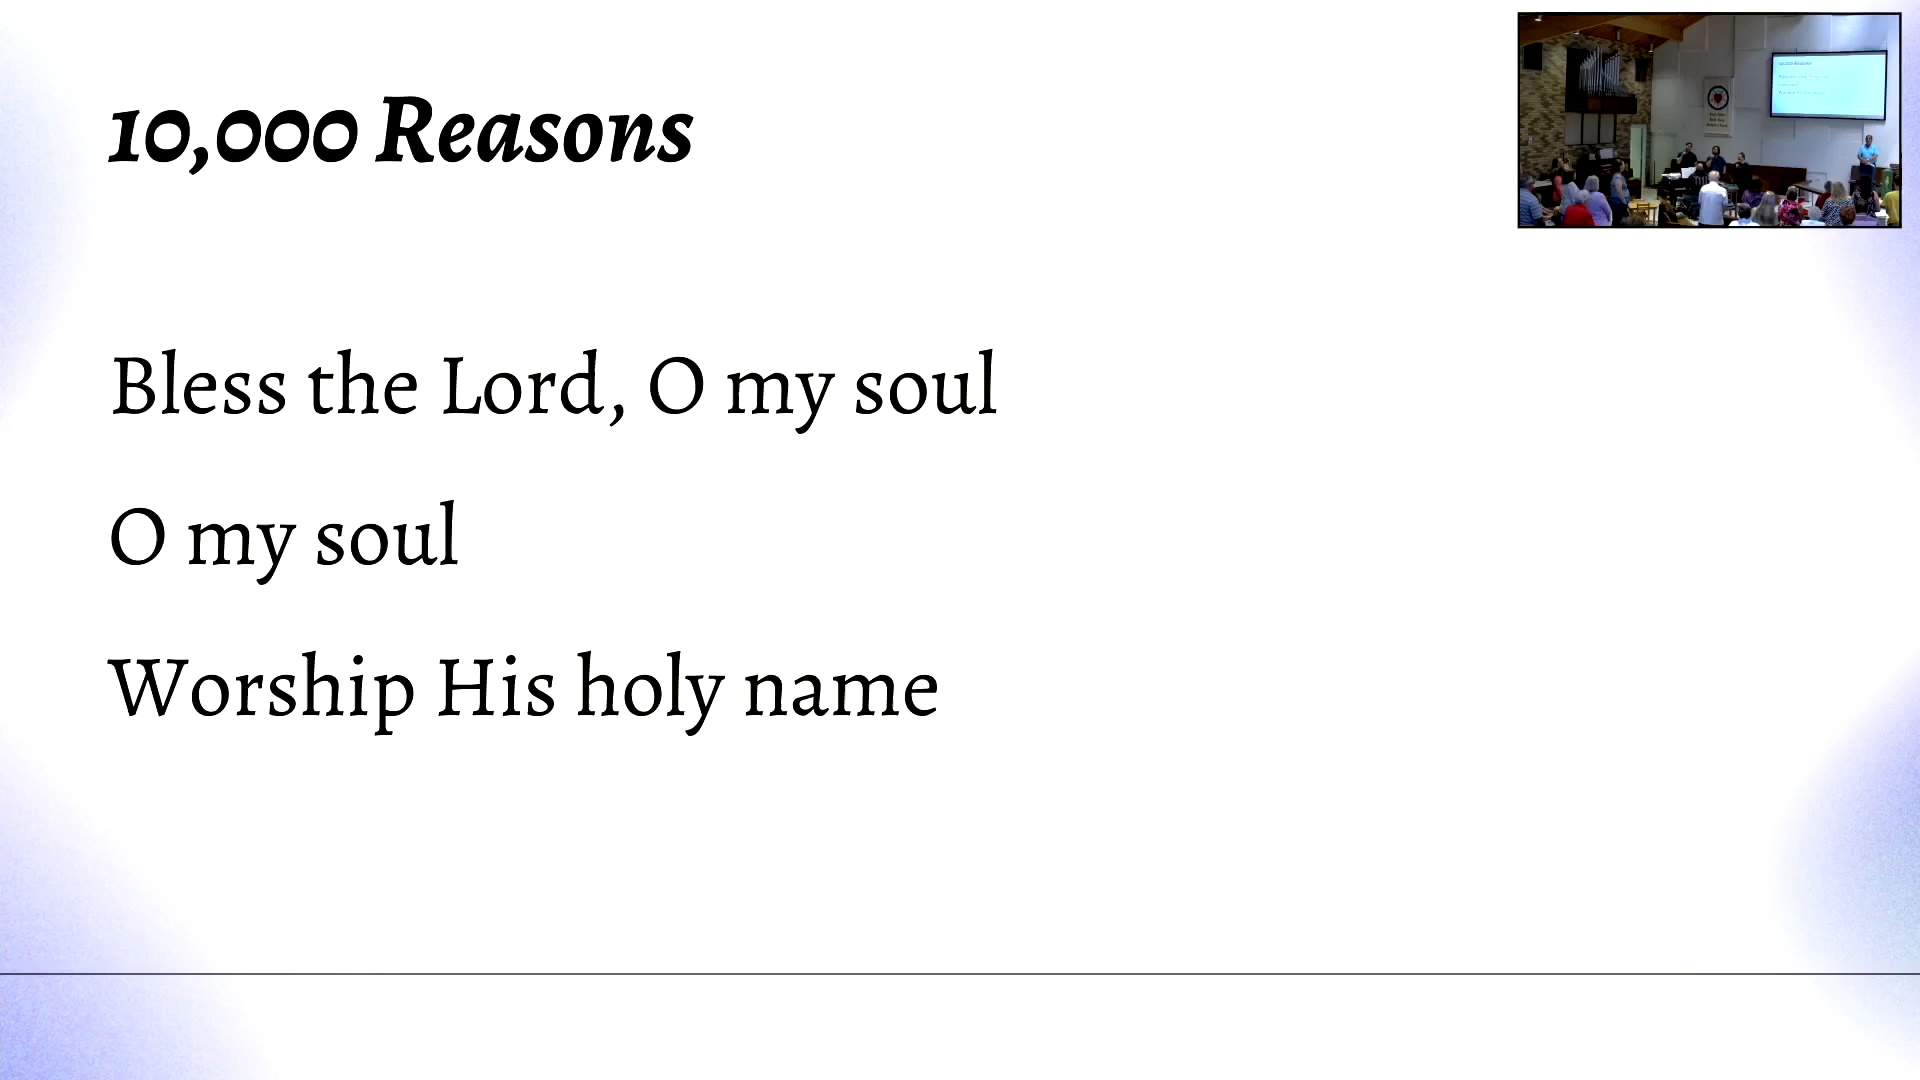 10,000 Reasons
Bless the Lord, O my soul
O my soul
Worship His holy name